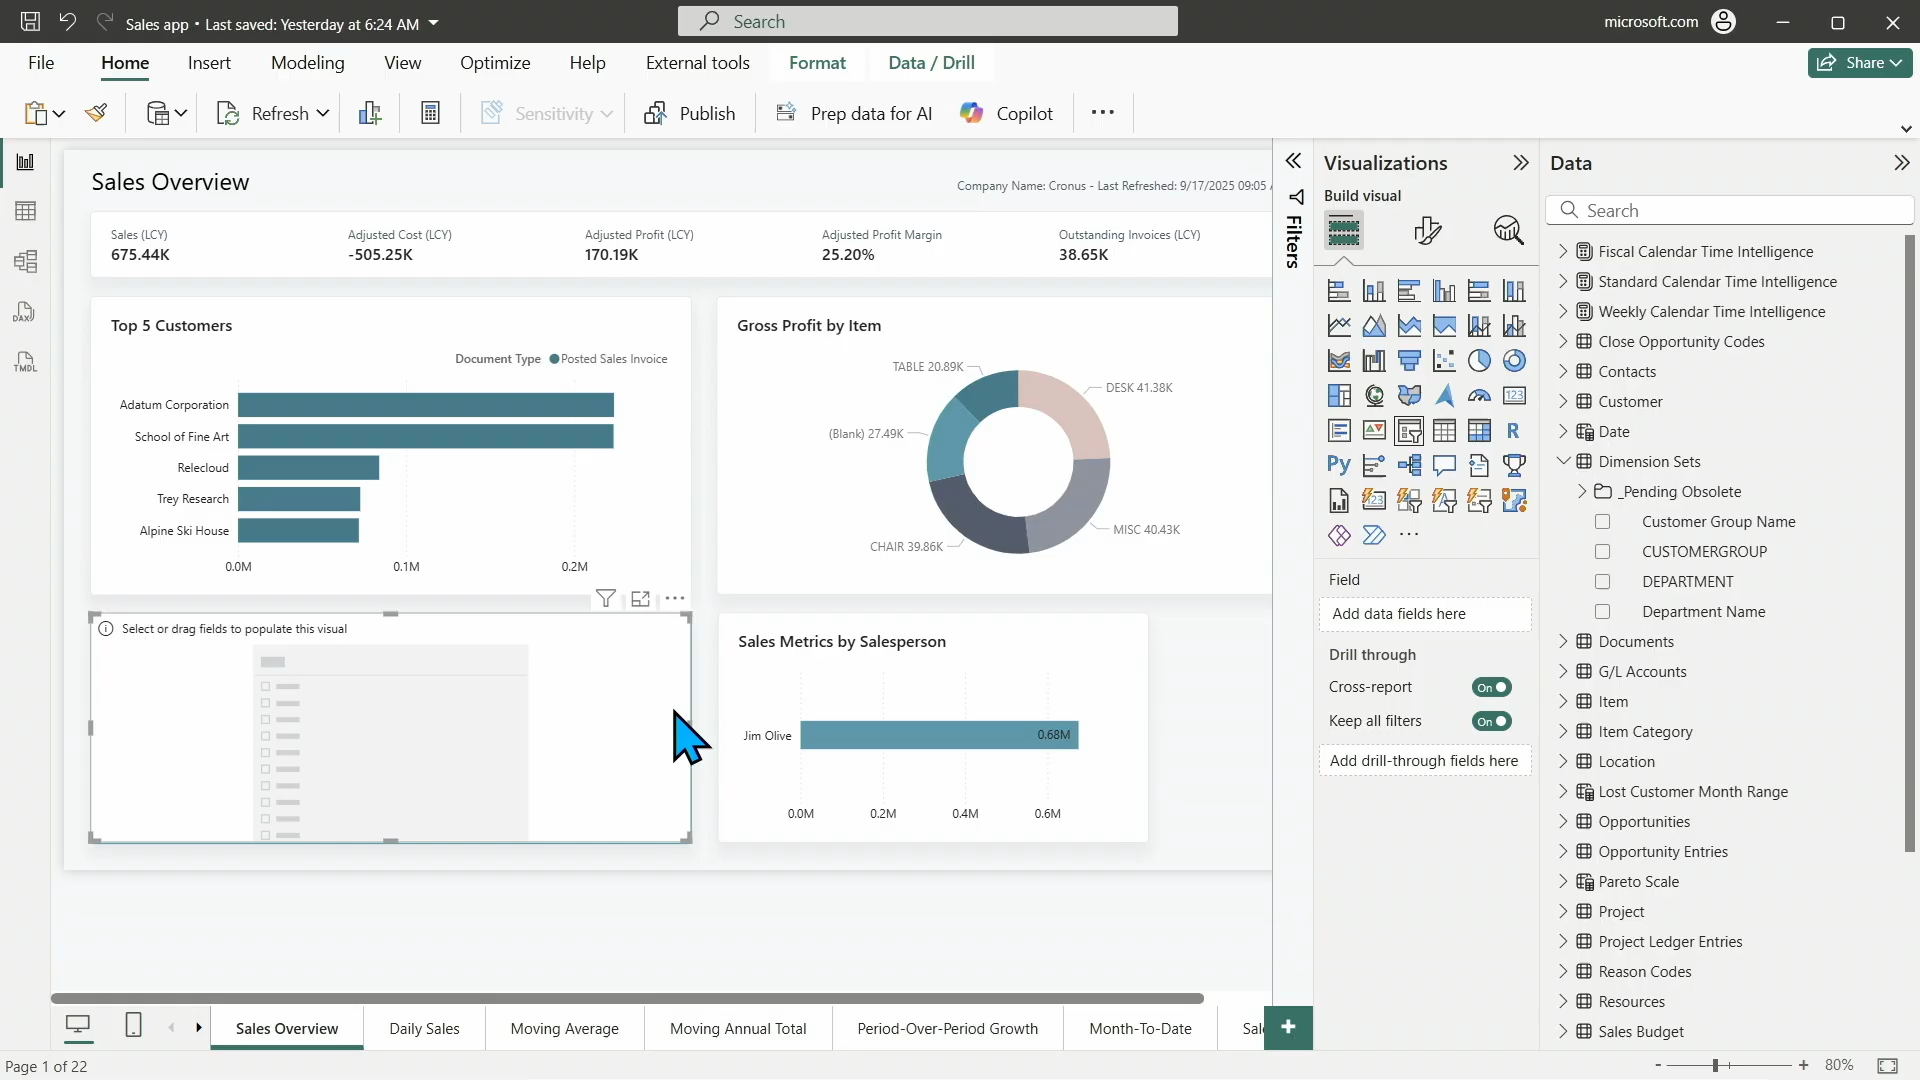 Sales app • Last saved: Yesterday at 6:24 AM
Search
microsoft.com
File
Home
Insert
Modeling
View
Optimize
Help
External tools
Format
Data / Drill
Share
Refresh
Sensitivity
Publish
Prep data for AI
Copilot
Sales Overview
Company Name: Cronus - Last Refreshed: 9/17/2025 09:05
Sales (LCY)
675.44K
Adjusted Cost (LCY)
-505.25K
Adjusted Profit (LCY)
170.19K
Adjusted Profit Margin
25.20%
Outstanding Invoices (LCY)
38.65K
Top 5 Customers
Document Type
Posted Sales Invoice
Adatum Corporation
School of Fine Art
Relecloud
Trey Research
Alpine Ski House
0.0M
0.1M
0.2M
Gross Profit by Item
TABLE 20.89K
DESK 41.38K
(Blank) 27.49K
MISC 40.43K
CHAIR 39.86K
Select or drag fields to populate this visual
Sales Metrics by Salesperson
Jim Olive
0.68M
0.0M
0.2M
0.4M
0.6M
Filters
Visualizations
Build visual
123
R
Py
123
Field
Add data fields here
Drill through
Cross-report
On
Keep all filters
On
Add drill-through fields here
Data
Search
Fiscal Calendar Time Intelligence
Standard Calendar Time Intelligence
Weekly Calendar Time Intelligence
Close Opportunity Codes
Contacts
Customer
Date
Dimension Sets
_Pending Obsolete
Customer Group Name
CUSTOMERGROUP
DEPARTMENT
Department Name
Documents
G/L Accounts
Item
Item Category
Location
Lost Customer Month Range
Opportunities
Opportunity Entries
Pareto Scale
Project
Project Ledger Entries
Reason Codes
Resources
Sales Budget
DAX
TMDL
Sales Overview
Daily Sales
Moving Average
Moving Annual Total
Period-Over-Period Growth
Month-To-Date
Sal
+
Page 1 of 22
- + 80%